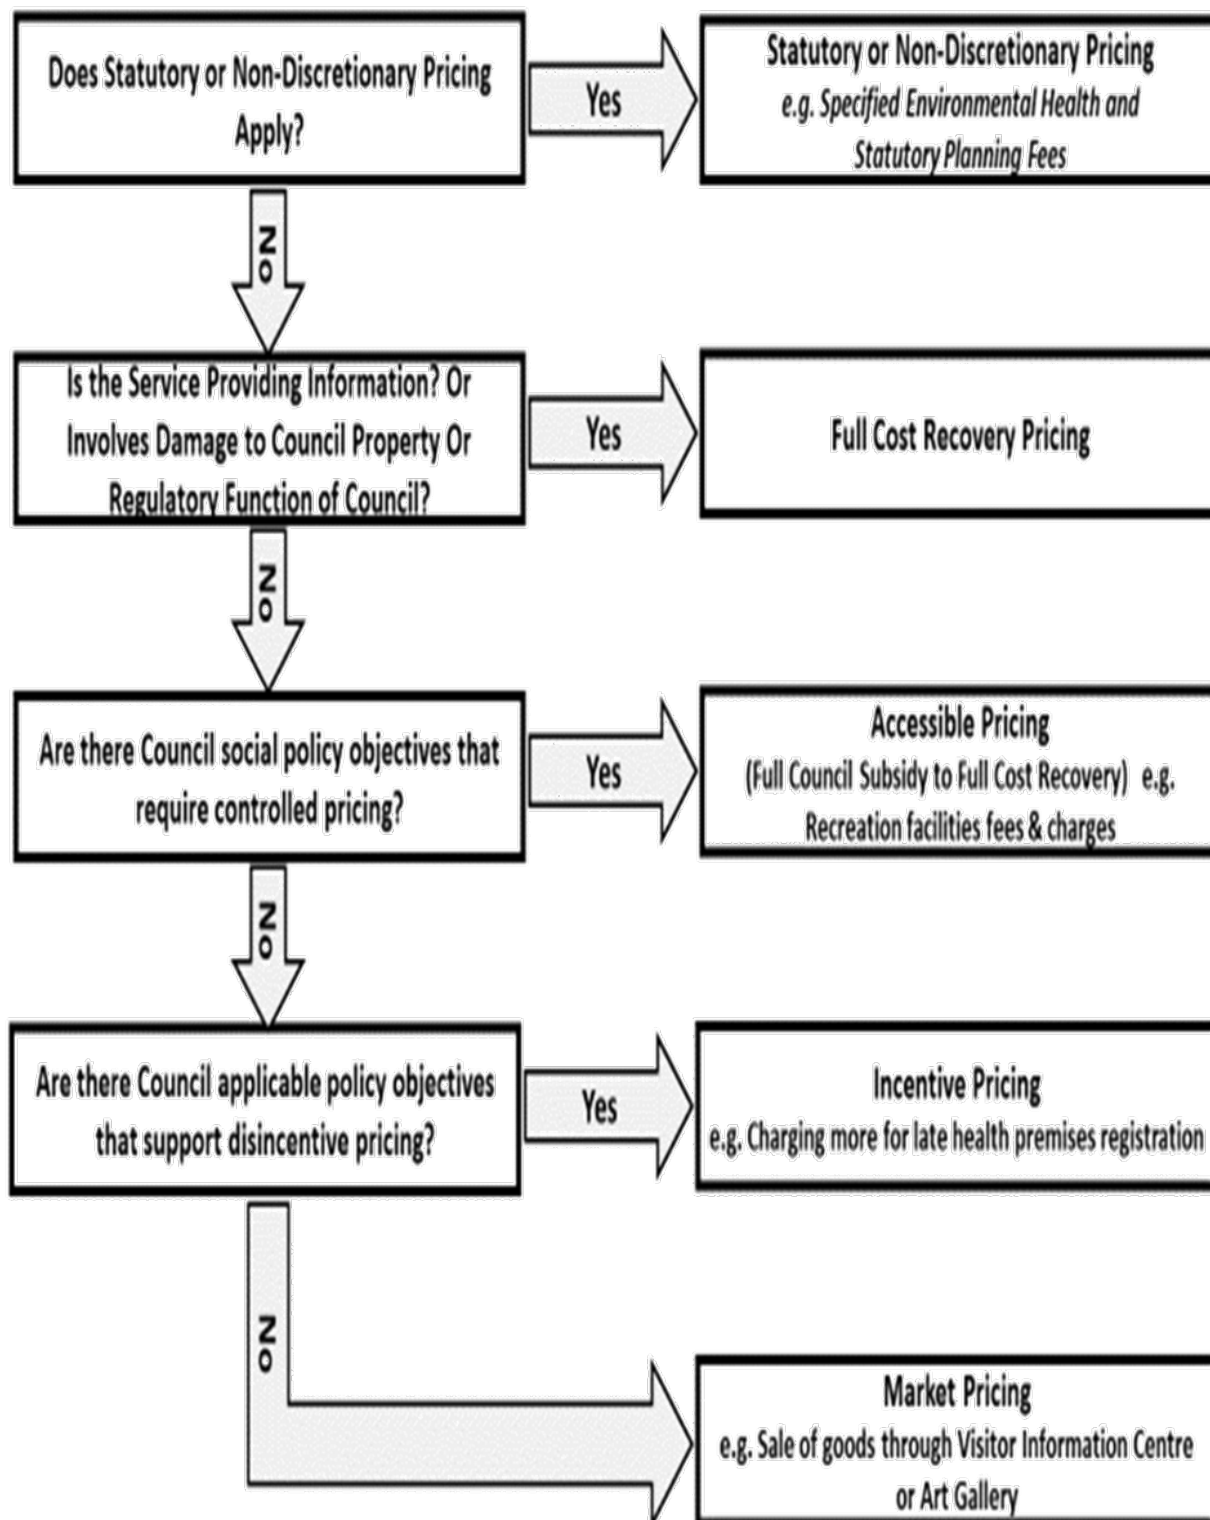 Does Statutory or Non-Discretionary Pricing
Apply?
Yes
Statutory or Non-Discretionary Pricing
e.g. Specified Environmental Health and
Statutory Planning Fees
NO
Is the Service Providing Information? Or
Involves Damage to Council Property Or
Regulatory Function of Council?
Yes
Full Cost Recovery Pricing
NO
Are there Council social policy objectives that
require controlled pricing?
Yes
Accessible Pricing
(Full Council Subsidy to Full Cost Recovery) e.g.
Recreation facilities fees & charges
NO
Are there Council applicable policy objectives
that support disincentive pricing?
Yes
Incentive Pricing
e.g. Charging more for late health premises registration
NO
Market Pricing
e.g. Sale of goods through Visitor Information Centre
or Art Gallery